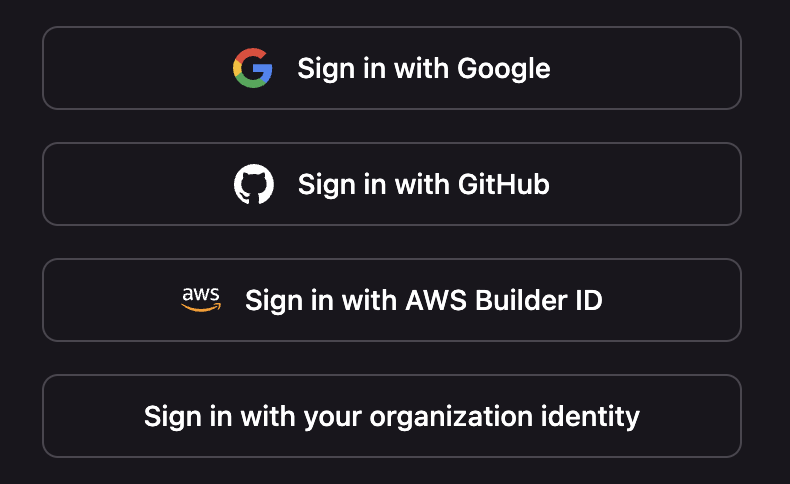 Sign in with Google
Sign in with GitHub
aws Sign in with AWS Builder ID
Sign in with your organization identity